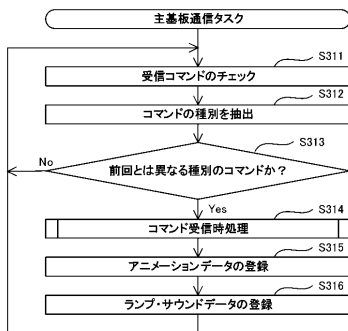 主基板通信タスク
S311
受信コマンドのチェック
S312
コマンドの種別を抽出
S313
前回とは異なる種別のコマンドか？
No
Yes
S314
コマンド受信時処理
S315
アニメーションデータの登録
S316
ランプ・サウンドデータの登録